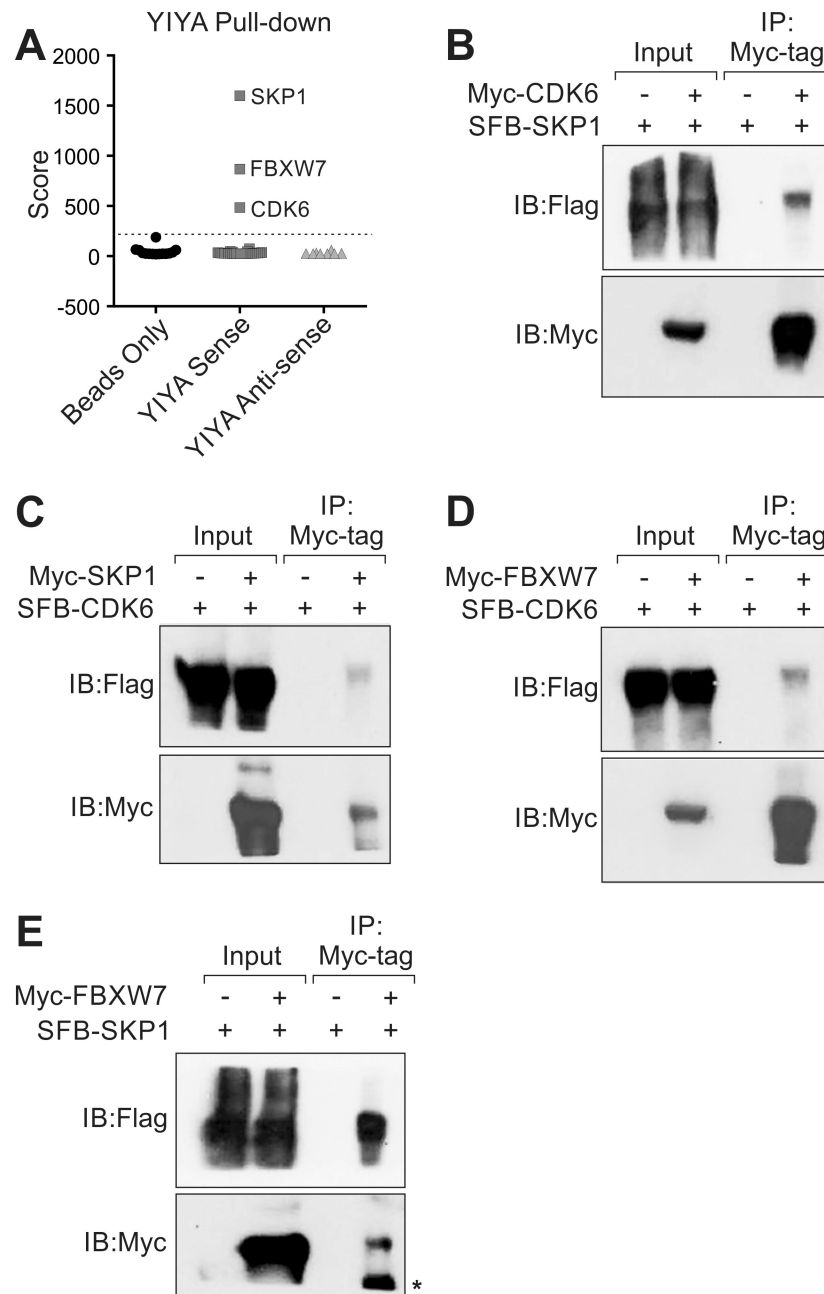 A
YIYA Pull-down
2000
1500
1000
500
0
-500
Score
SKP1
FBXW7
CDK6
Beads Only
YIYA Sense
YIYA Anti-sense
B
Input
IP:
Myc-tag
Myc-CDK6 - + - +
SFB-SKP1 + + + +
IB:Flag
IB:Myc
C
Input
IP:
Myc-tag
Myc-SKP1 - + - +
SFB-CDK6 + + + +
IB:Flag
IB:Myc
D
Input
IP:
Myc-tag
Myc-FBXW7 - + - +
SFB-CDK6 + + + +
IB:Flag
IB:Myc
E
Input
IP:
Myc-tag
Myc-FBXW7 - + - +
SFB-SKP1 + + + +
IB:Flag
IB:Myc
*